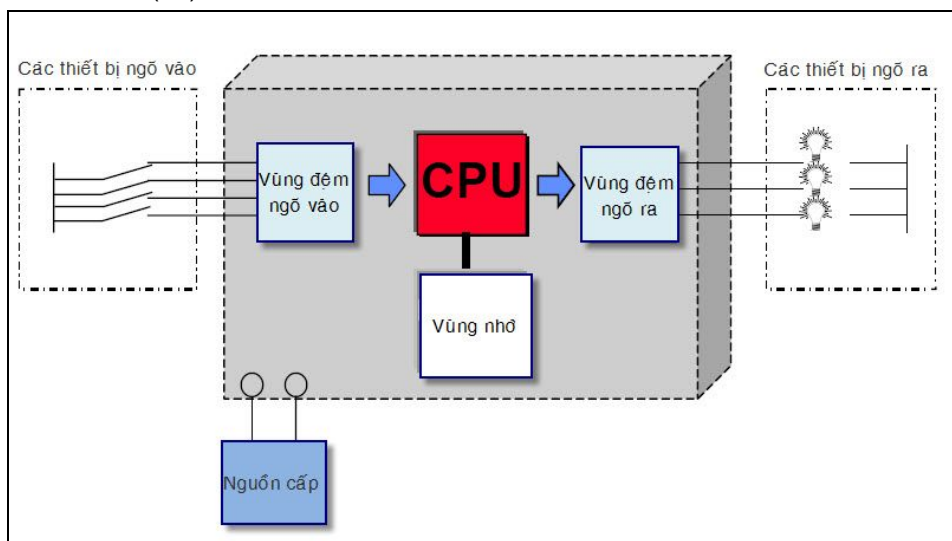 Các thiết bị ngõ vào
Các thiết bị ngõ ra
Vùng đệm
ngõ vào
CPU
Vùng đệm
ngõ ra
Vùng nhớ
Nguồn cấp